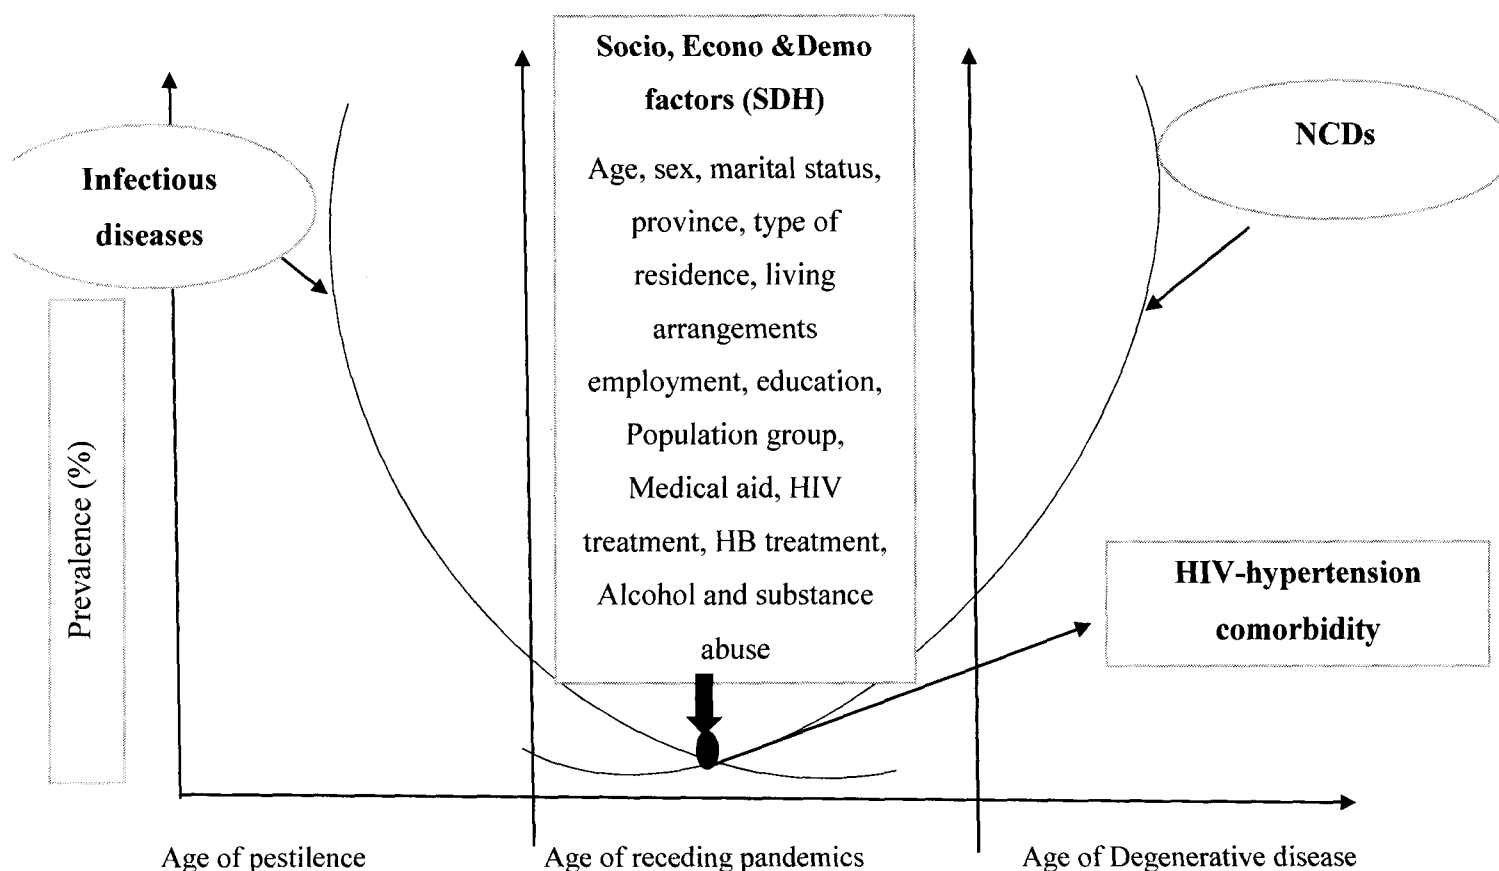 Socio, Econo &Demo
factors (SDH)
Age, sex, marital status,
province, type of
residence, living
arrangements
employment, education,
Population group,
Medical aid, HIV
treatment, HB treatment,
Alcohol and substance
abuse
Infectious
diseases
NCDs
Prevalence (%)
HIV-hypertension
comorbidity
Age of pestilence
Age of receding pandemics
Age of Degenerative disease